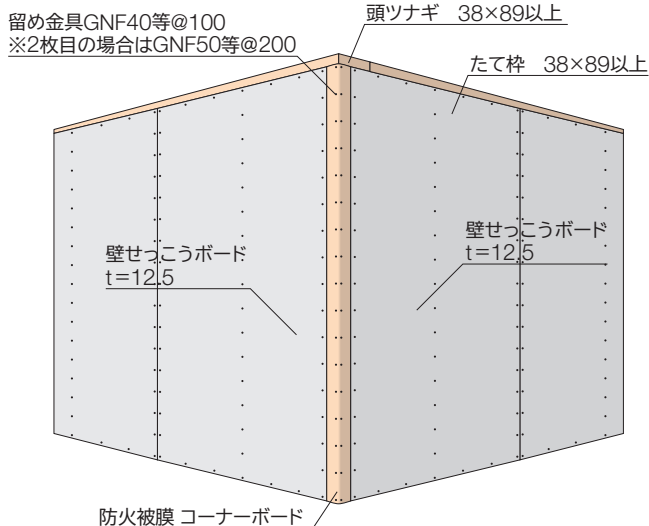 留め金具GNF40等@100
※2枚目の場合はGNF50等@200
頭ツナギ　38×89以上
たて枠　38×89以上
壁せっこうボード
t＝12.5
壁せっこうボード
t＝12.5
防火被膜 コーナーボード